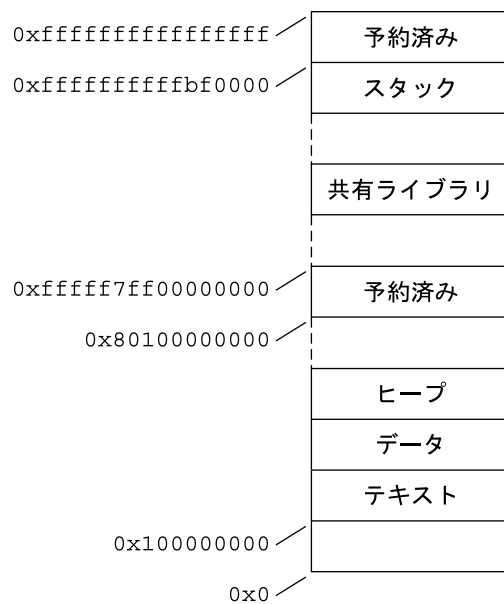 0xffffffffffffffff
予約済み
0xffffffffffbf0000
スタック
共有ライブラリ
0xfffff7ff00000000
予約済み
0x80100000000
ヒープ
データ
テキスト
0x100000000
0x0